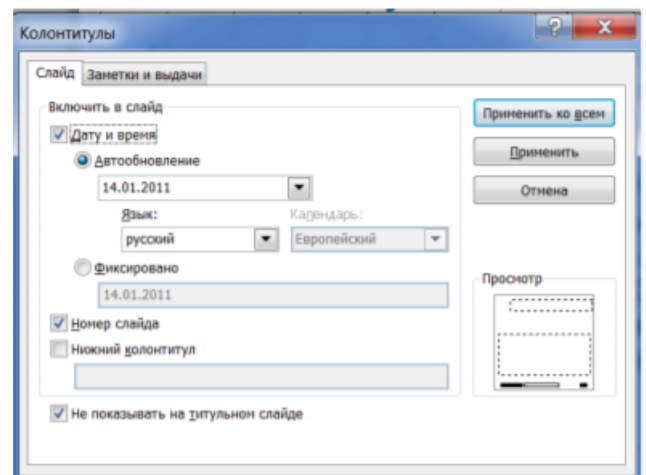 Колонтитулы
Слайд Заметки и выдачи
Включить в слайд
Дату и время
Автообновление
14.01.2011
Язык: Календарь:
русский Европейский
Фиксировано
14.01.2011
Номер слайда
Нижний колонтитул
Не показывать на титульном слайде
Применить ко всем
Применить
Отмена
Просмотр